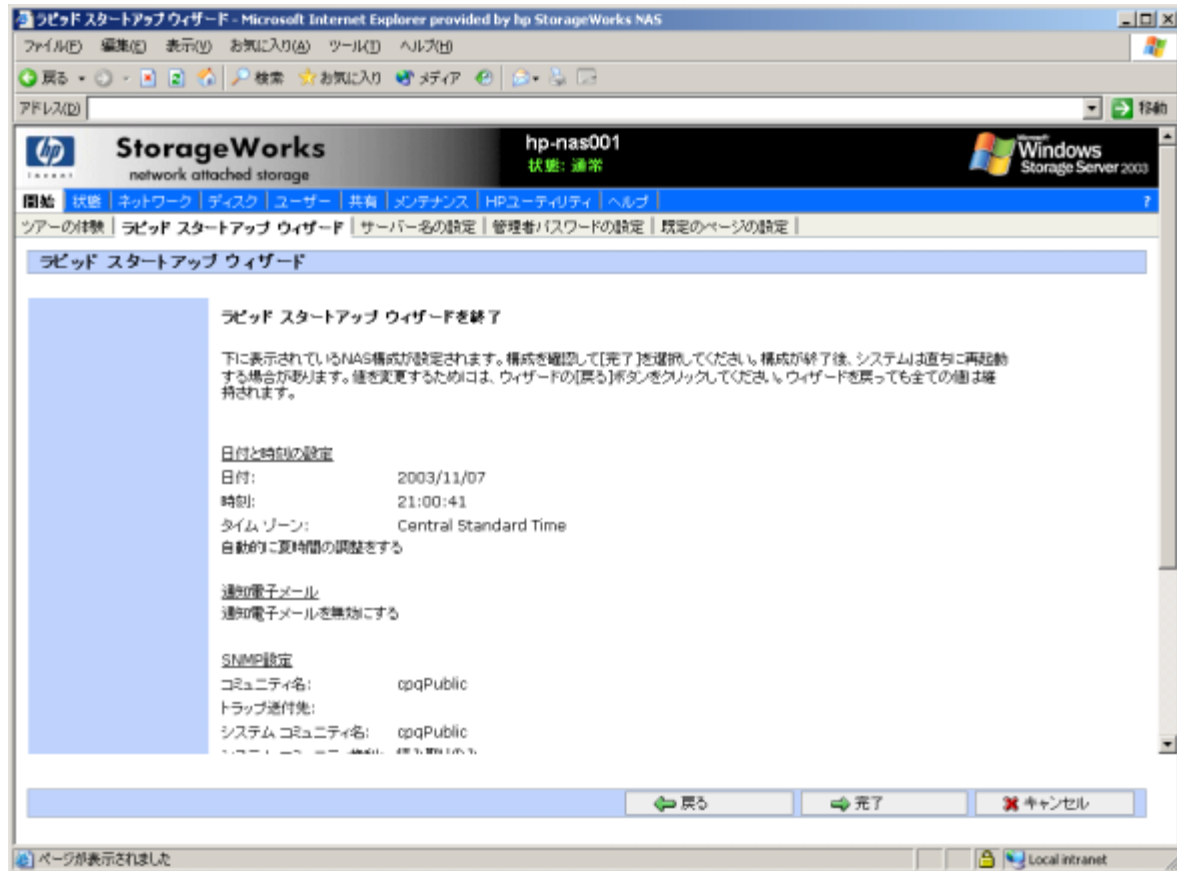 ラピッド スタートアップ ウィザード - Microsoft Internet Explorer provided by hp StorageWorks NAS
ファイル(F) 編集(E) 表示(V) お気に入り(A) ツール(T) ヘルプ(H)
戻る 検索 お気に入り メディア
アドレス(D) 移動
hp invent StorageWorks hp-nas001 Microsoft Windows
network attached storage 状態: 通常 Storage Server 2003
開始 状態 ネットワーク ディスク ユーザー 共有 メンテナンス HPユーティリティ ヘルプ ?
ツアーの体験 ラピッド スタートアップ ウィザード サーバー名の設定 管理者パスワードの設定 既定のページの設定
ラピッド スタートアップ ウィザード
ラピッド スタートアップ ウィザードを終了
下に表示されているNAS構成が設定されます。構成を確認して[完了]を選択してください。構成が終了後、システムは直ちに再起動
する場合があります。値を変更するためには、ウィザードの[戻る]ボタンをクリックしてください。ウィザードを戻っても全ての値は維
持されます。
日付と時刻の設定
日付: 2003/11/07
時刻: 21:00:41
タイム ゾーン: Central Standard Time
自動的に夏時間の調整をする
通知電子メール
通知電子メールを無効にする
SNMP設定
コミュニティ名: cpqPublic
トラップ送付先:
システム コミュニティ名: cpqPublic
戻る 完了 キャンセル
ページが表示されました Local intranet